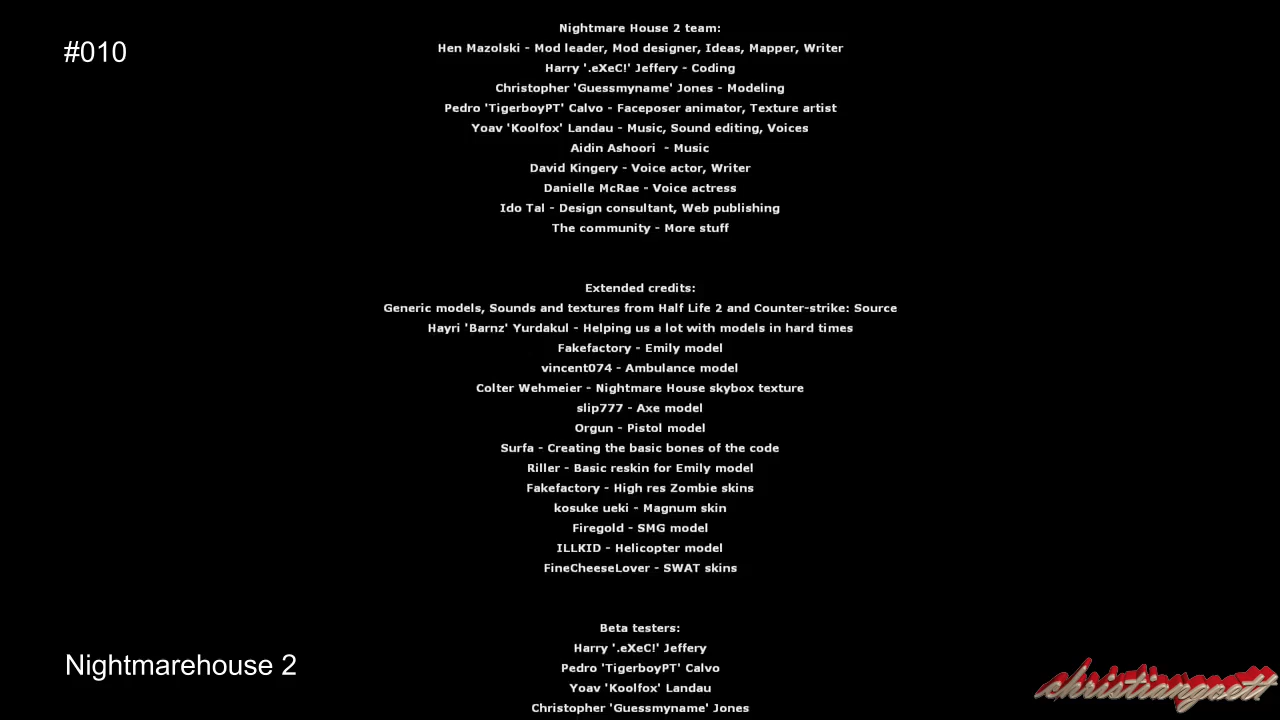 #010
Nightmare House 2 team:
Hen Mazolski - Mod leader, Mod designer, Ideas, Mapper, Writer
Harry '.eXeC!' Jeffery - Coding
Christopher 'Guessmyname' Jones - Modeling
Pedro 'TigerboyPT' Calvo - Faceposer animator, Texture artist
Yoav 'Koolfox' Landau - Music, Sound editing, Voices
Aidin Ashoori  - Music
David Kingery - Voice actor, Writer
Danielle McRae - Voice actress
Ido Tal - Design consultant, Web publishing
The community - More stuff
Extended credits:
Generic models, Sounds and textures from Half Life 2 and Counter-strike: Source
Hayri 'Barnz' Yurdakul - Helping us a lot with models in hard times
Fakefactory - Emily model
vincent074 - Ambulance model
Colter Wehmeier - Nightmare House skybox texture
slip777 - Axe model
Orgun - Pistol model
Surfa - Creating the basic bones of the code
Riller - Basic reskin for Emily model
Fakefactory - High res Zombie skins
kosuke ueki - Magnum skin
Firegold - SMG model
ILLKID - Helicopter model
FineCheeseLover - SWAT skins
Beta testers:
Harry '.eXeC!' Jeffery
Pedro 'TigerboyPT' Calvo
Yoav 'Koolfox' Landau
Christopher 'Guessmyname' Jones
Nightmarehouse 2